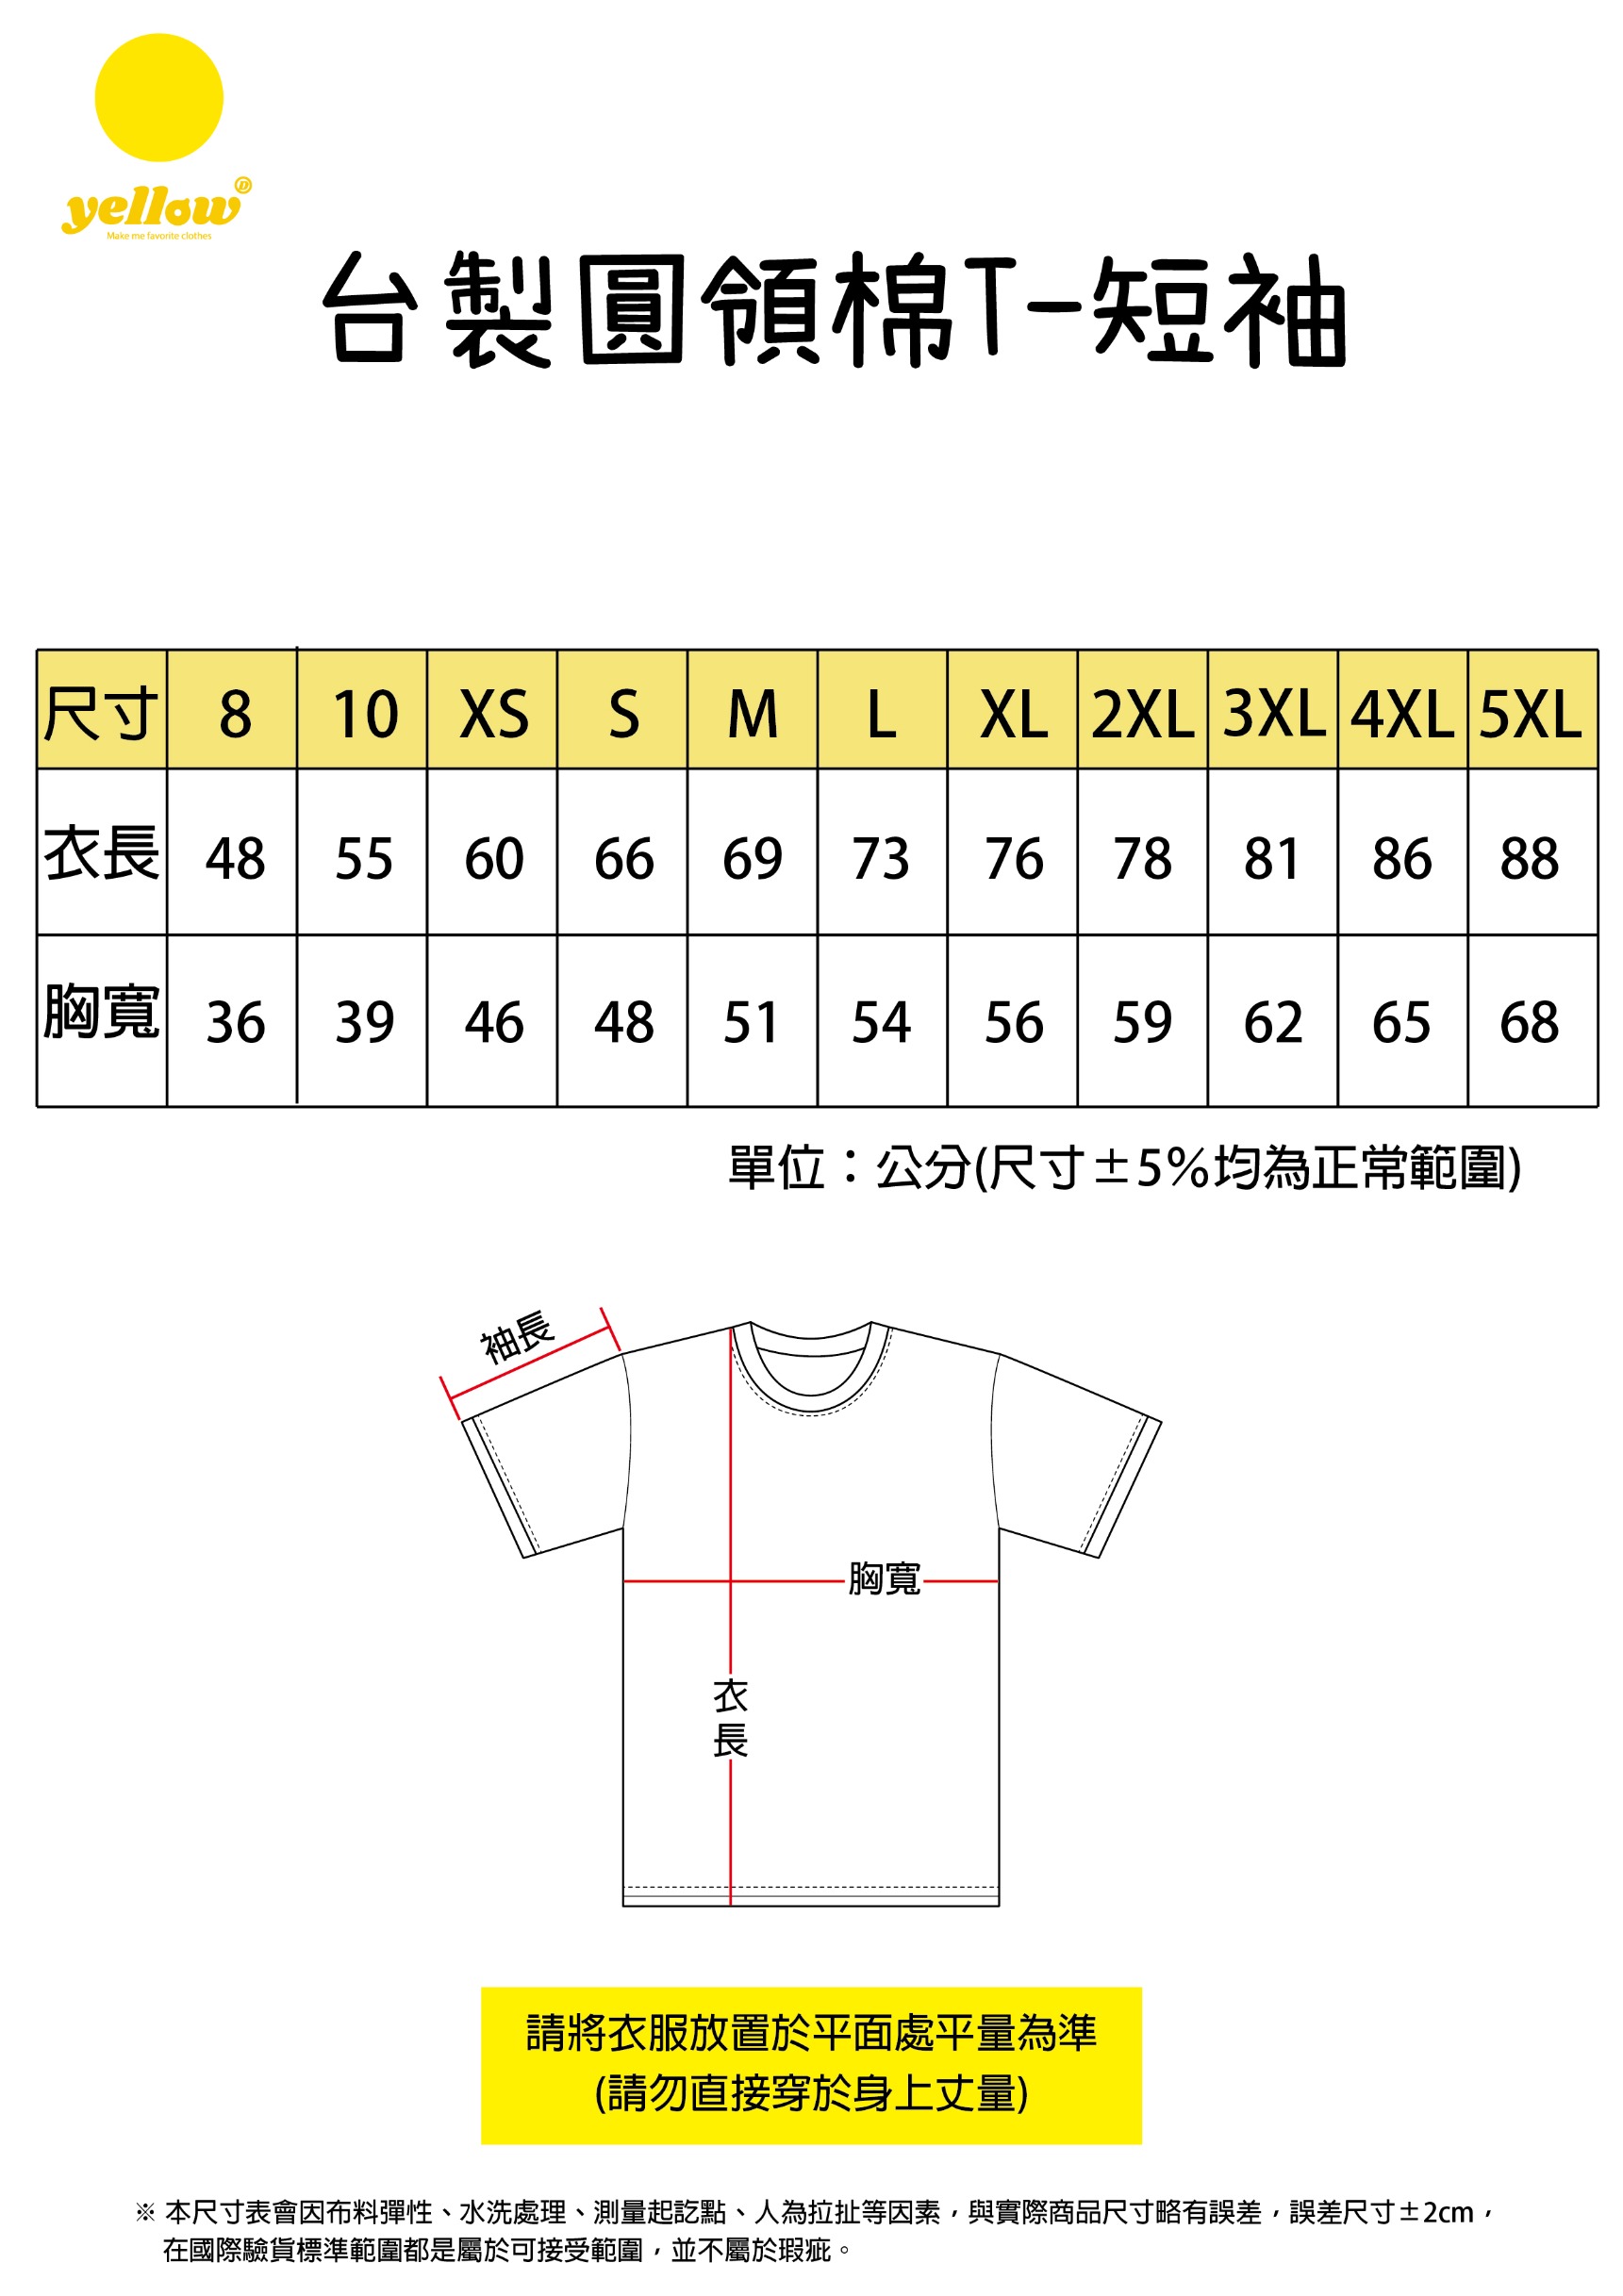 yellow®
Make me favorite clothes
台製圓領棉T-短袖
尺寸 8 10 XS S M L XL 2XL 3XL 4XL 5XL
衣長 48 55 60 66 69 73 76 78 81 86 88
胸寬 36 39 46 48 51 54 56 59 62 65 68
單位：公分(尺寸±5%均為正常範圍)
袖長
胸寬
衣長
請將衣服放置於平面處平量為準
(請勿直接穿於身上丈量)
※ 本尺寸表會因布料彈性、水洗處理、測量起訖點、人為拉扯等因素，與實際商品尺寸略有誤差，誤差尺寸±2cm，
在國際驗貨標準範圍都是屬於可接受範圍，並不屬於瑕疵。